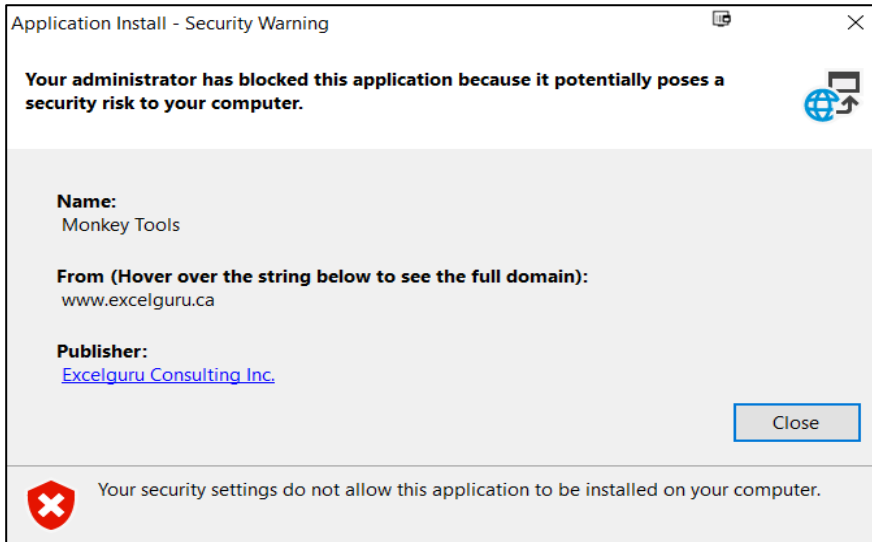 Application Install - Security Warning
Your administrator has blocked this application because it potentially poses a
security risk to your computer.
Name:
Monkey Tools
From (Hover over the string below to see the full domain):
www.excelguru.ca
Publisher:
Excelguru Consulting Inc.
Close
Your security settings do not allow this application to be installed on your computer.